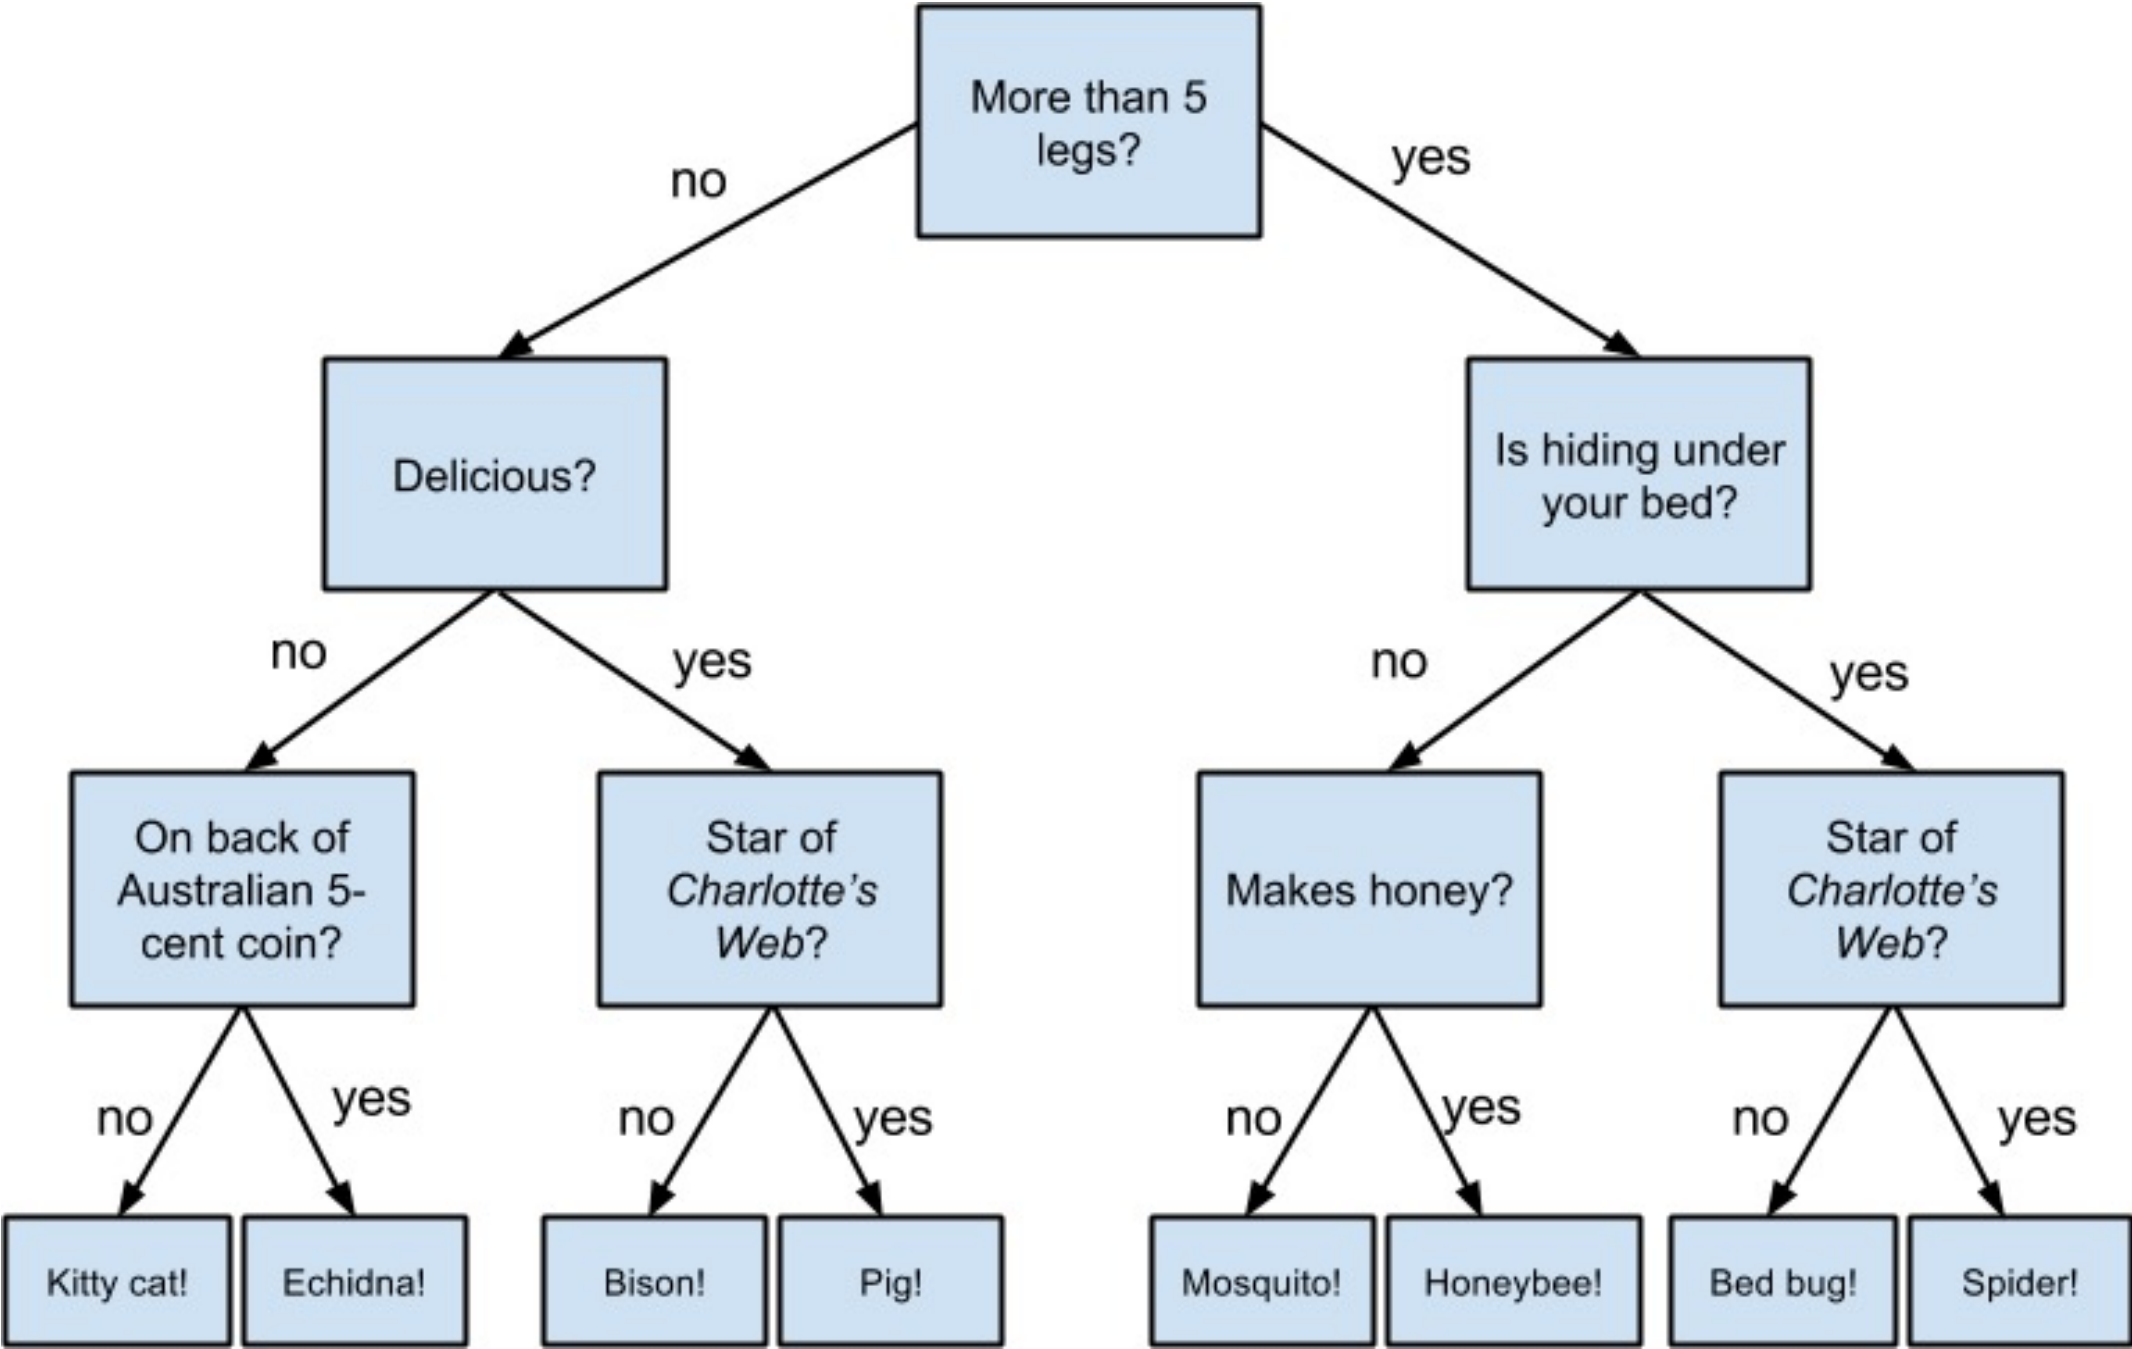 More than 5
legs?
no
yes
Delicious?
Is hiding under
your bed?
no
yes
no
yes
On back of
Australian 5-
cent coin?
Star of
Charlotte's
Web?
Makes honey?
Star of
Charlotte's
Web?
no
yes
no
yes
no
yes
no
yes
Kitty cat!
Echidna!
Bison!
Pig!
Mosquito!
Honeybee!
Bed bug!
Spider!